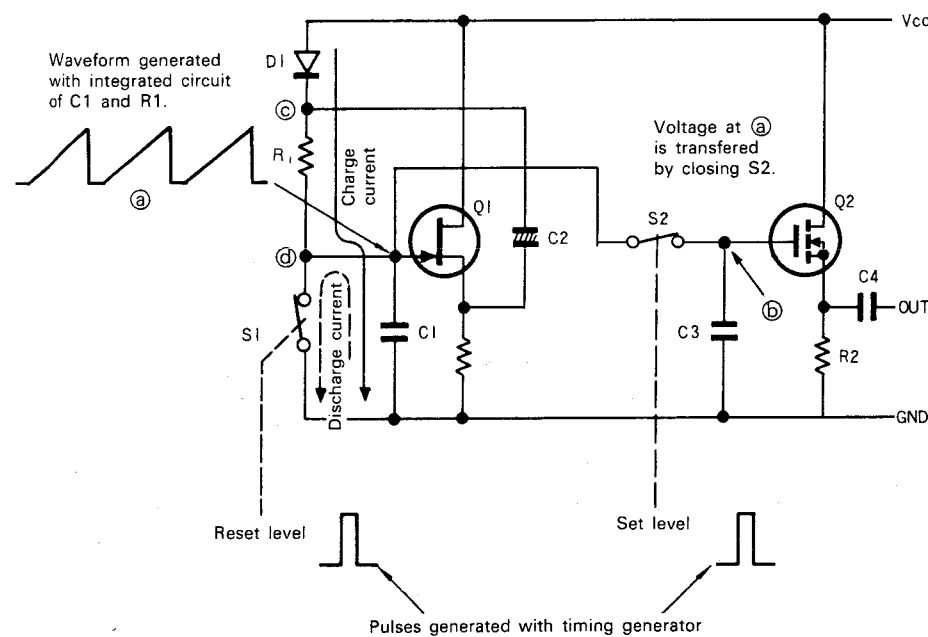 Vcc
D1
Waveform generated
with integrated circuit
of C1 and R1.
ⓒ
R1
Charge
current
Voltage at ⓐ
is transfered
by closing S2.
ⓐ
Q1
S2
Q2
C2
ⓓ
C4
S1
Discharge current
C1
C3
ⓑ
OUT
R2
GND
Reset level
Set level
Pulses generated with timing generator